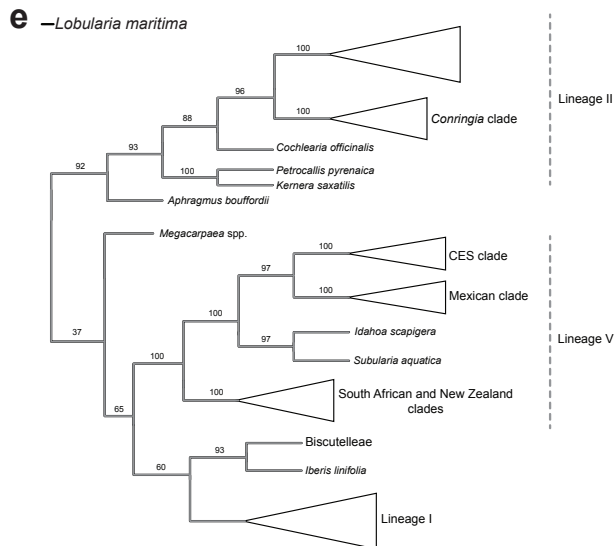 e
Lobularia maritima
100
96
100
Conringia clade
Lineage II
88
Cochlearia officinalis
93
100
Petrocallis pyrenaica
Kernera saxatilis
92
Aphragmus bouffordii
Megacarpaea spp.
100
CES clade
97
100
Mexican clade
100
Idahoa scapigera
97
Subularia aquatica
Lineage V
37
100
100
South African and New Zealand
clades
65
Biscutelleae
93
Iberis linifolia
60
Lineage I